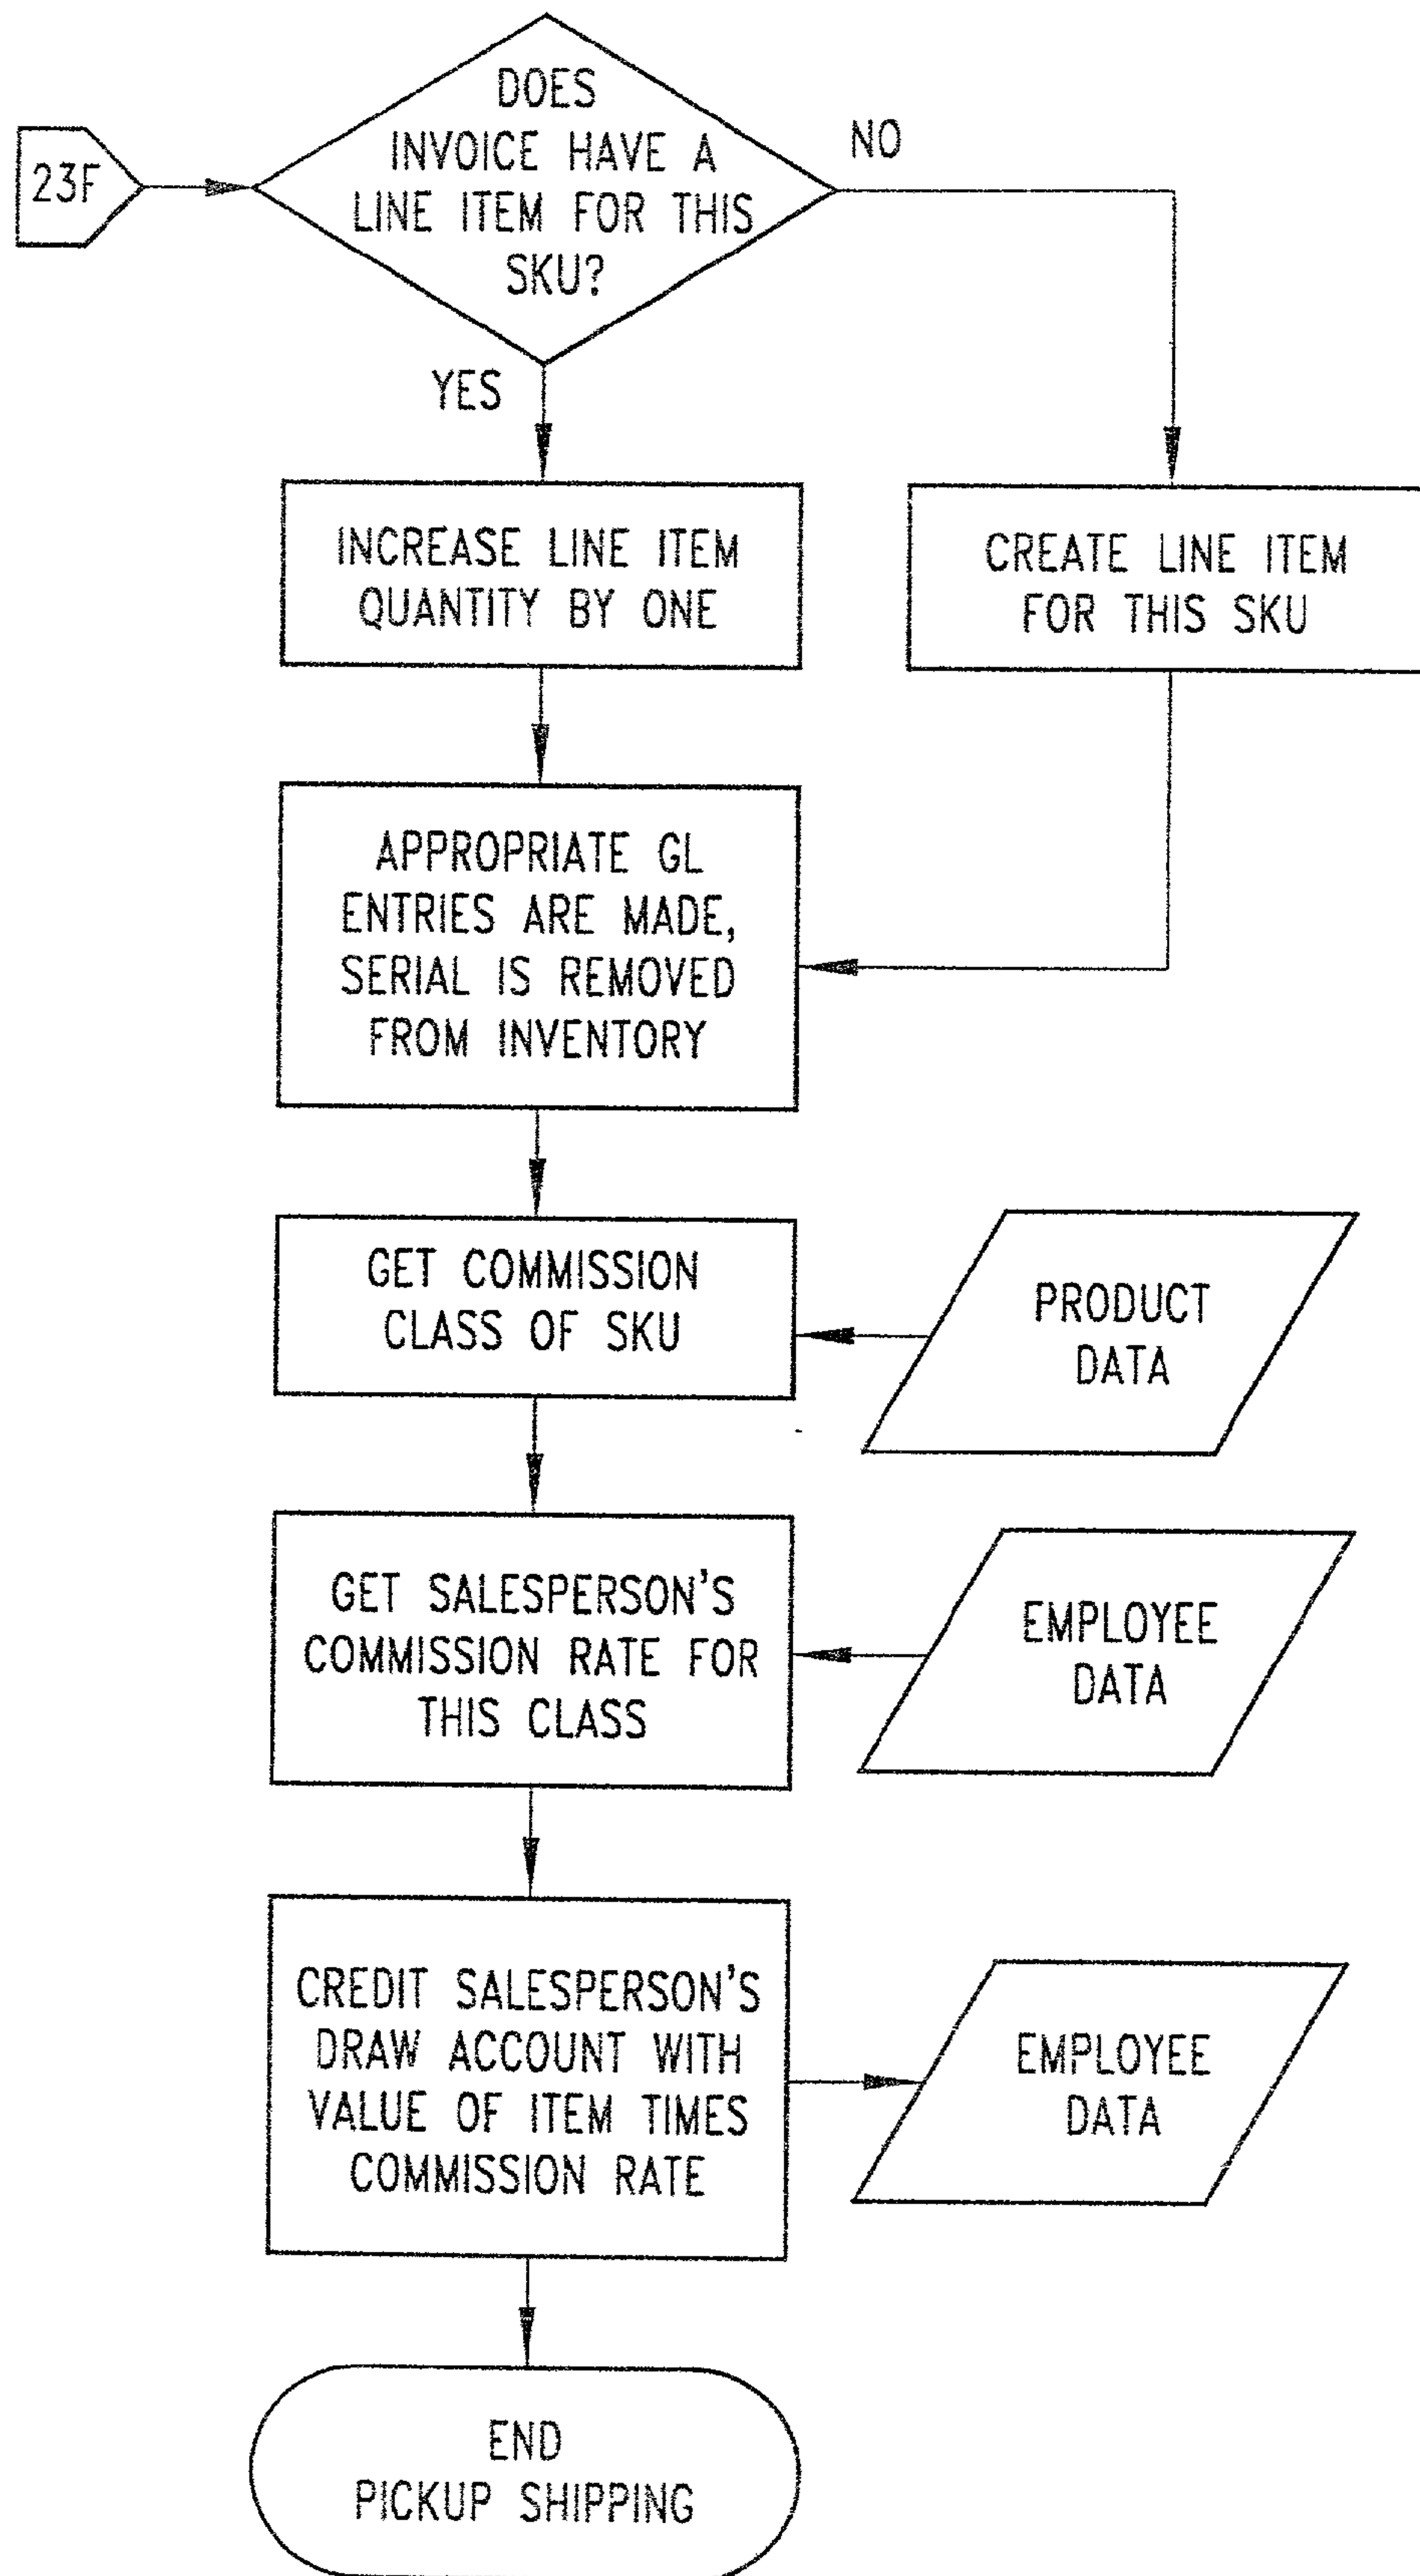 DOES
INVOICE HAVE A
LINE ITEM FOR THIS
SKU?
23F
NO
YES
INCREASE LINE ITEM
QUANTITY BY ONE
CREATE LINE ITEM
FOR THIS SKU
APPROPRIATE GL
ENTRIES ARE MADE,
SERIAL IS REMOVED
FROM INVENTORY
GET COMMISSION
CLASS OF SKU
PRODUCT
DATA
GET SALESPERSON'S
COMMISSION RATE FOR
THIS CLASS
EMPLOYEE
DATA
CREDIT SALESPERSON'S
DRAW ACCOUNT WITH
VALUE OF ITEM TIMES
COMMISSION RATE
EMPLOYEE
DATA
END
PICKUP SHIPPING